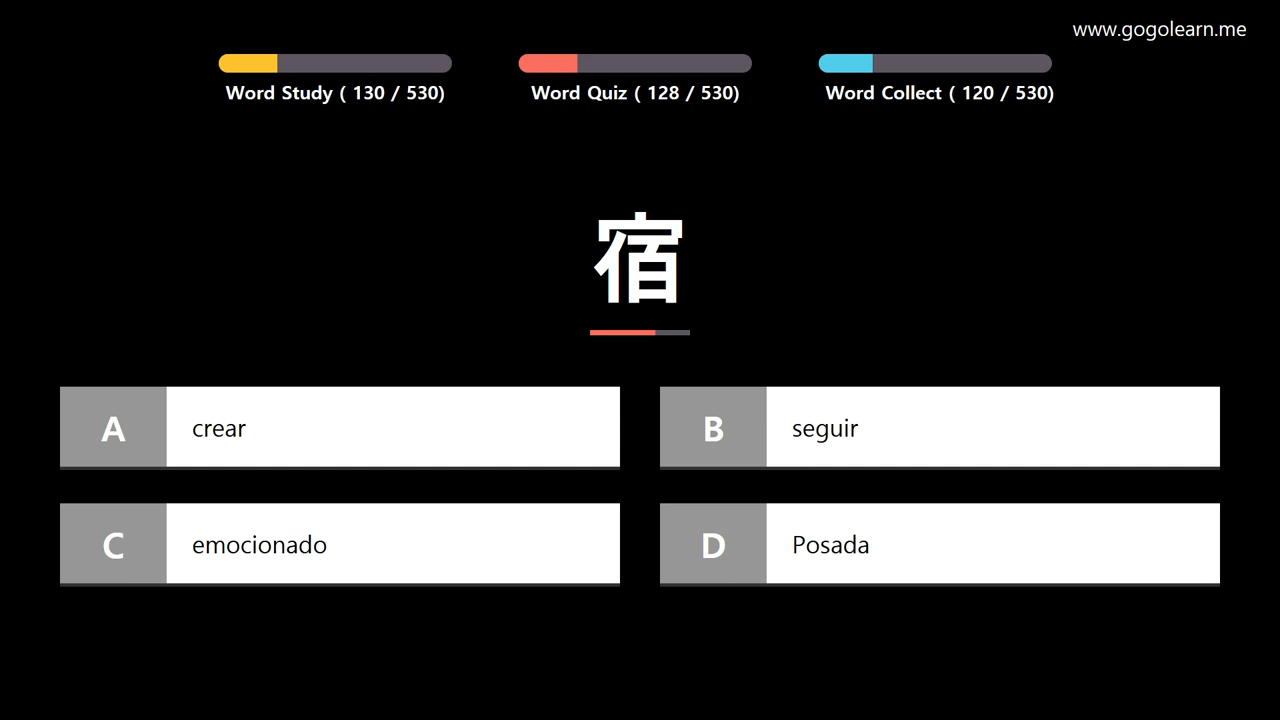 www.gogolearn.me
Word Study ( 130 / 530)
Word Quiz ( 128 / 530)
Word Collect ( 120 / 530)
宿
A crear
B seguir
C emocionado
D Posada